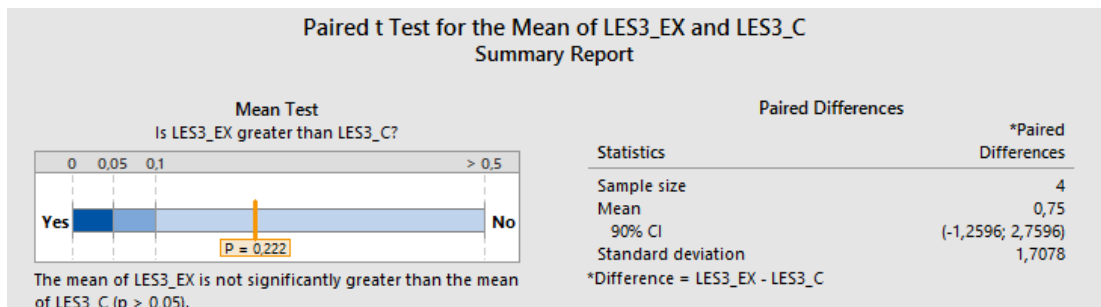 Paired t Test for the Mean of LES3_EX and LES3_C
Summary Report
Mean Test
Is LES3_EX greater than LES3_C?
0 0,05 0,1 > 0,5
Yes No
P = 0,222
The mean of LES3_EX is not significantly greater than the mean
of LES3_C (p > 0.05).
Paired Differences
Statistics *Paired Differences
Sample size 4
Mean 0,75
90% CI (-1,2596; 2,7596)
Standard deviation 1,7078
*Difference = LES3_EX - LES3_C